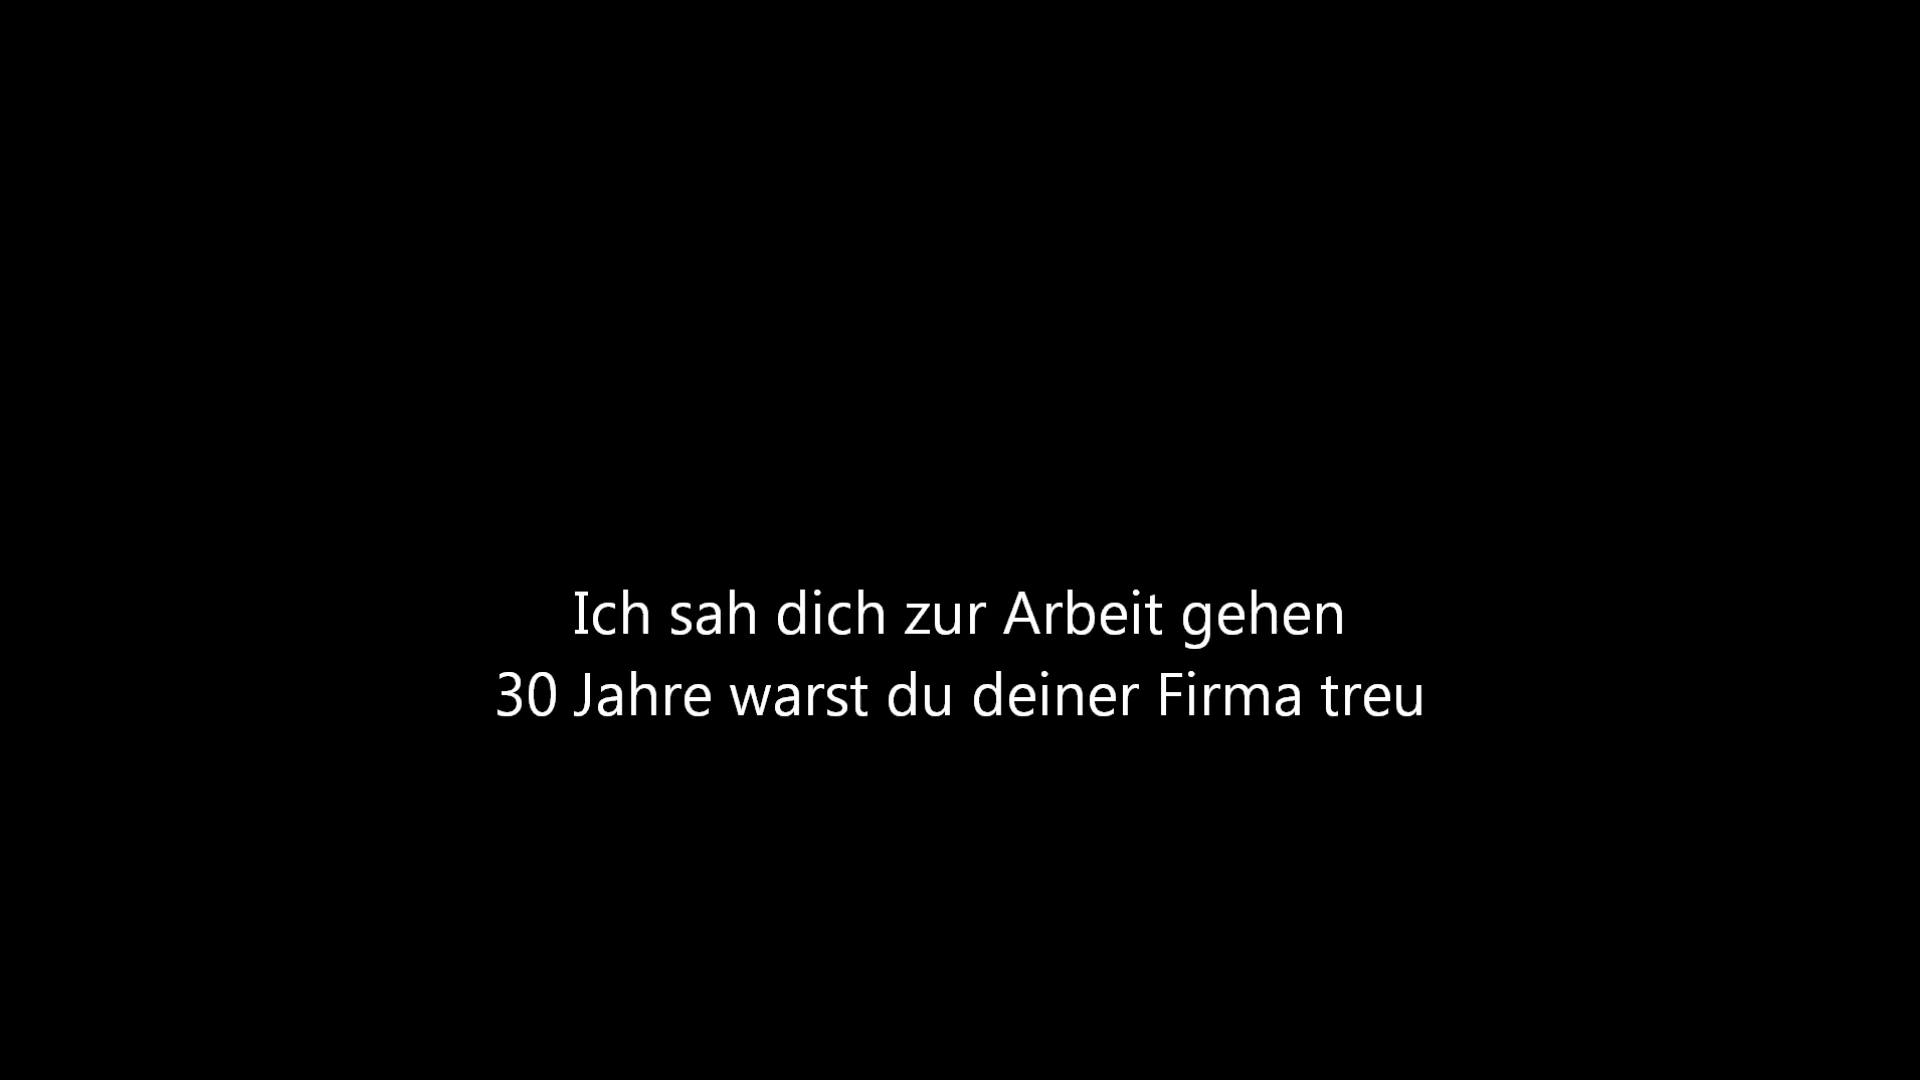 Ich sah dich zur Arbeit gehen
30 Jahre warst du deiner Firma treu